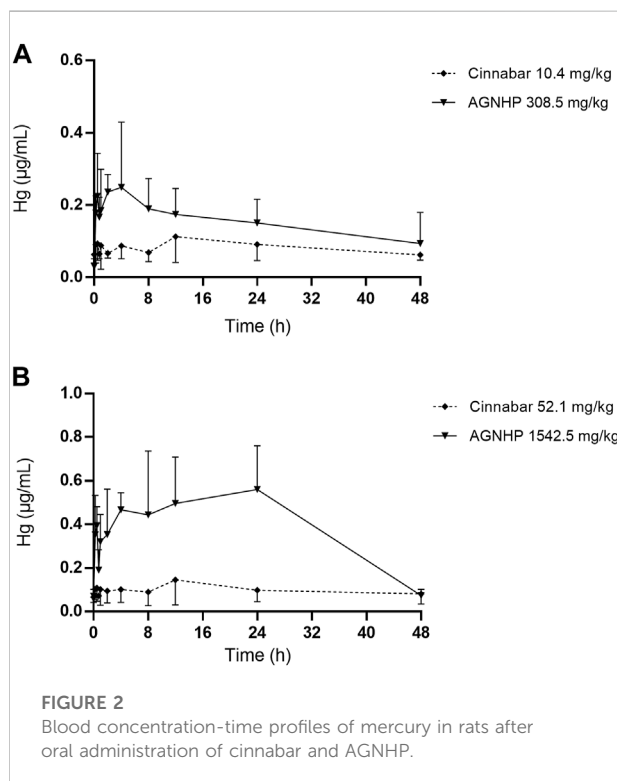 A
0.6
0.4
0.2
0.0
Hg (µg/mL)
0 8 16 24 32 40 48
Time (h)
Cinnabar 10.4 mg/kg
AGNHP 308.5 mg/kg
B
1.0
0.8
0.6
0.4
0.2
0.0
Hg (µg/mL)
0 8 16 24 32 40 48
Time (h)
Cinnabar 52.1 mg/kg
AGNHP 1542.5 mg/kg
FIGURE 2
Blood concentration-time profiles of mercury in rats after
oral administration of cinnabar and AGNHP.